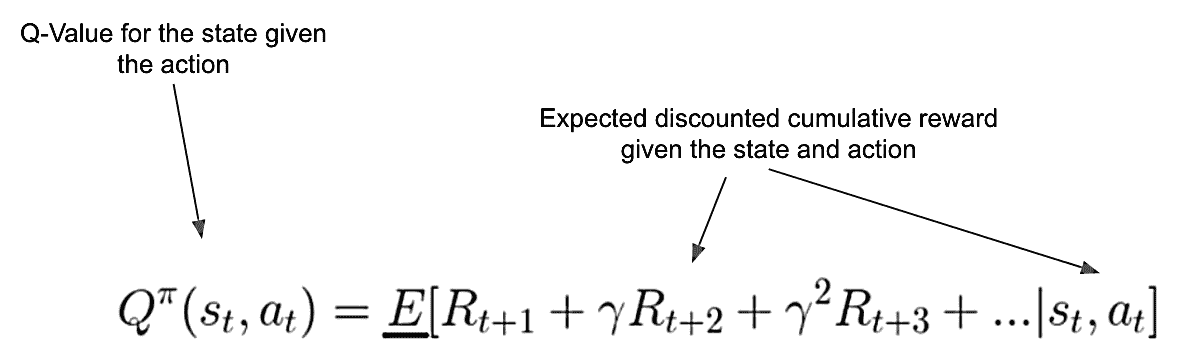 Q-Value for the state given
the action
Expected discounted cumulative reward
given the state and action
Q^π(s_t, a_t) = E[R_{t+1} + γR_{t+2} + γ^2R_{t+3} + ...|s_t, a_t]